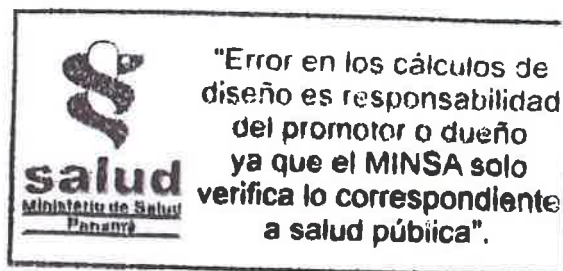 "Error en los cálculos de
diseño es responsabilidad
del promotor o dueño
ya que el MINSA solo
verifica lo correspondiente
a salud pública".
salud
Ministerio de Salud
Panamá